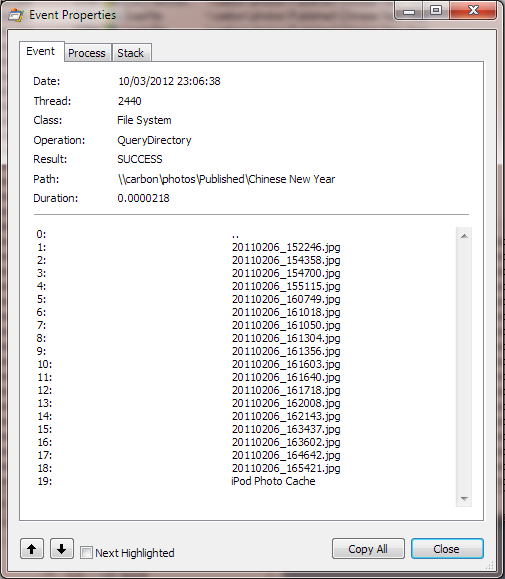 Event Properties
Event Process Stack
Date: 10/03/2012 23:06:38
Thread: 2440
Class: File System
Operation: QueryDirectory
Result: SUCCESS
Path: \\carbon\photos\Published\Chinese New Year
Duration: 0.0000218
0: ..
1: 20110206_152246.jpg
2: 20110206_154358.jpg
3: 20110206_154700.jpg
4: 20110206_155115.jpg
5: 20110206_160749.jpg
6: 20110206_161018.jpg
7: 20110206_161050.jpg
8: 20110206_161304.jpg
9: 20110206_161356.jpg
10: 20110206_161603.jpg
11: 20110206_161640.jpg
12: 20110206_161718.jpg
13: 20110206_162008.jpg
14: 20110206_162143.jpg
15: 20110206_163437.jpg
16: 20110206_163602.jpg
17: 20110206_164642.jpg
18: 20110206_165421.jpg
19: iPod Photo Cache
Next Highlighted Copy All Close